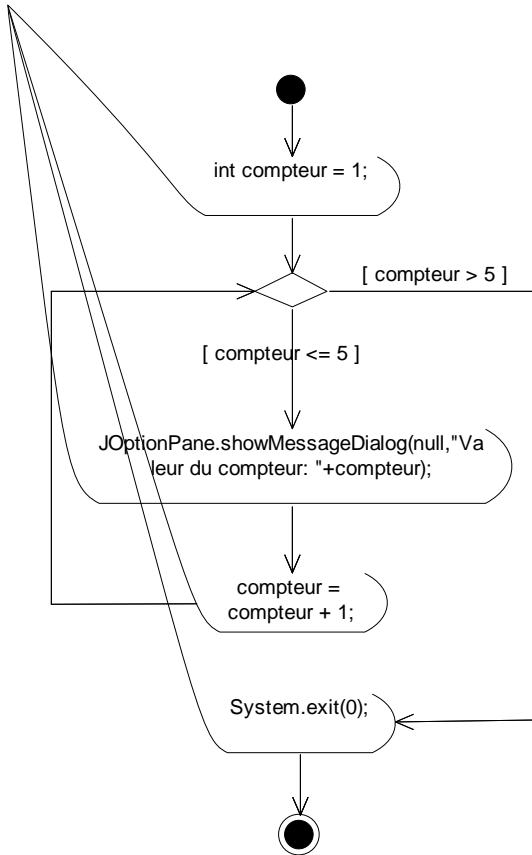 int compteur = 1;
[ compteur > 5 ]
[ compteur <= 5 ]
JOptionPane.showMessageDialog(null,"Va
leur du compteur: "+compteur);
compteur =
compteur + 1;
System.exit(0);